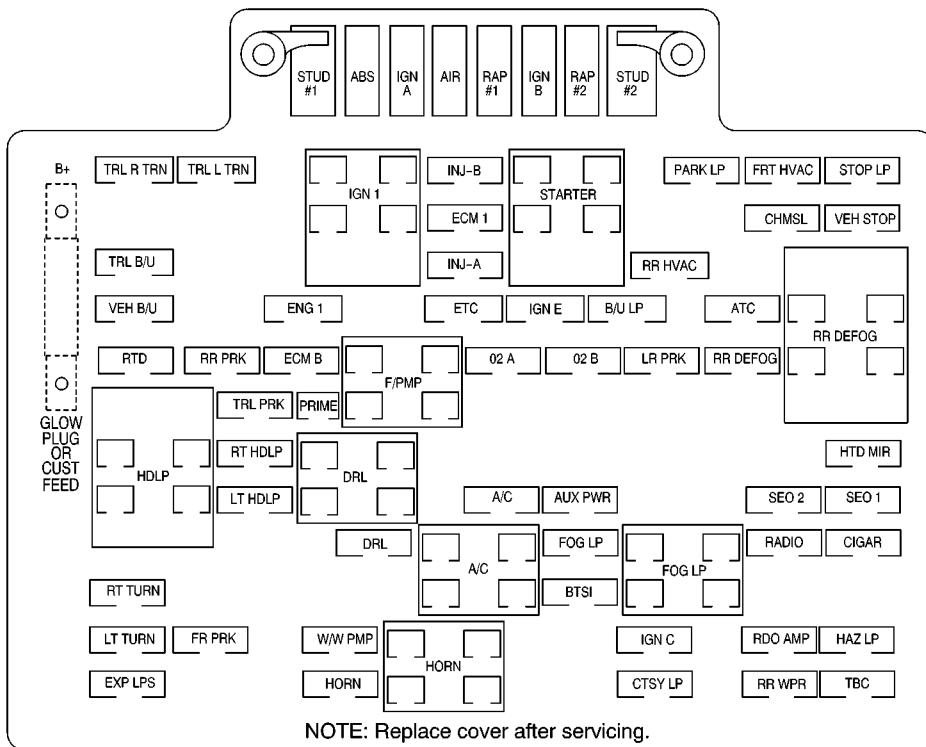 STUD #1 ABS IGN A AIR RAP #1 IGN B RAP #2 STUD #2
B+ TRL R TRN TRL L TRN IGN 1 INJ-B STARTER PARK LP FRT HVAC STOP LP
ECM 1 CHMSL VEH STOP
TRL B/U INJ-A RR HVAC
VEH B/U ENG 1 ETC IGN E B/U LP ATC RR DEFOG
RTD RR PRK ECM B F/PMP 02 A 02 B LR PRK RR DEFOG
GLOW PLUG OR CUST FEED
TRL PRK PRIME
HDLP RT HDLP DRL HTD MIR
LT HDLP A/C AUX PWR SEO 2 SEO 1
DRL A/C FOG LP FOG LP RADIO CIGAR
RT TURN BTSI
LT TURN FR PRK W/W PMP HORN IGN C RDO AMP HAZ LP
EXP LPS HORN CTSY LP RR WPR TBC
NOTE: Replace cover after servicing.